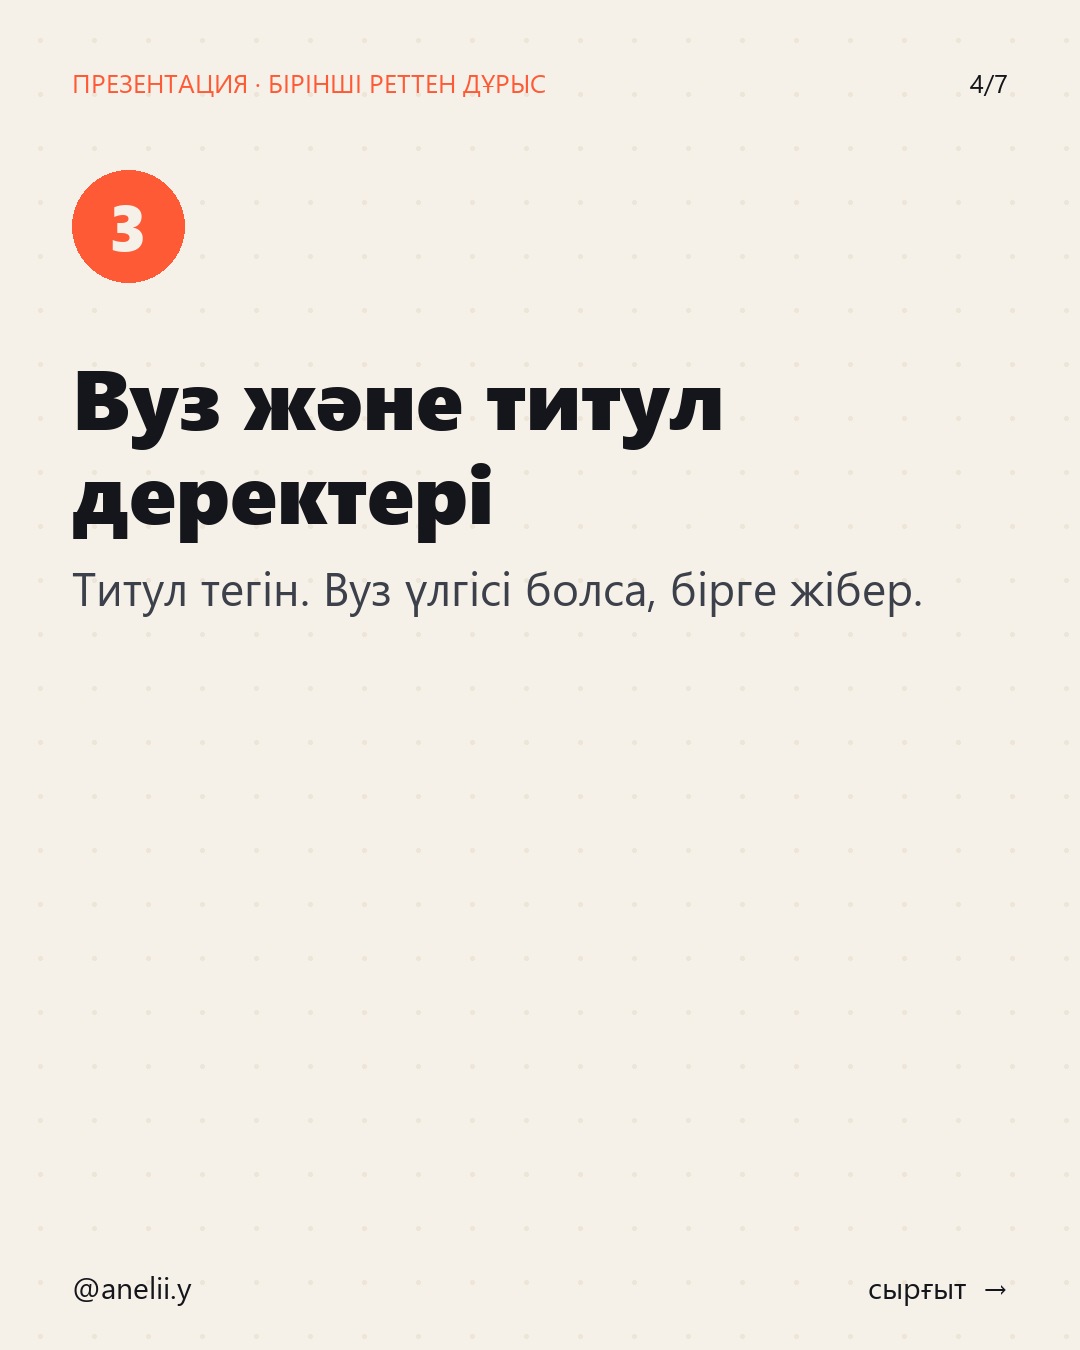 ПРЕЗЕНТАЦИЯ · БІРІНШІ РЕТТЕН ДҰРЫС
4/7
3
Вуз және титул
деректері
Титул тегін. Вуз үлгісі болса, бірге жібер.
@anelii.y
сырғыт →